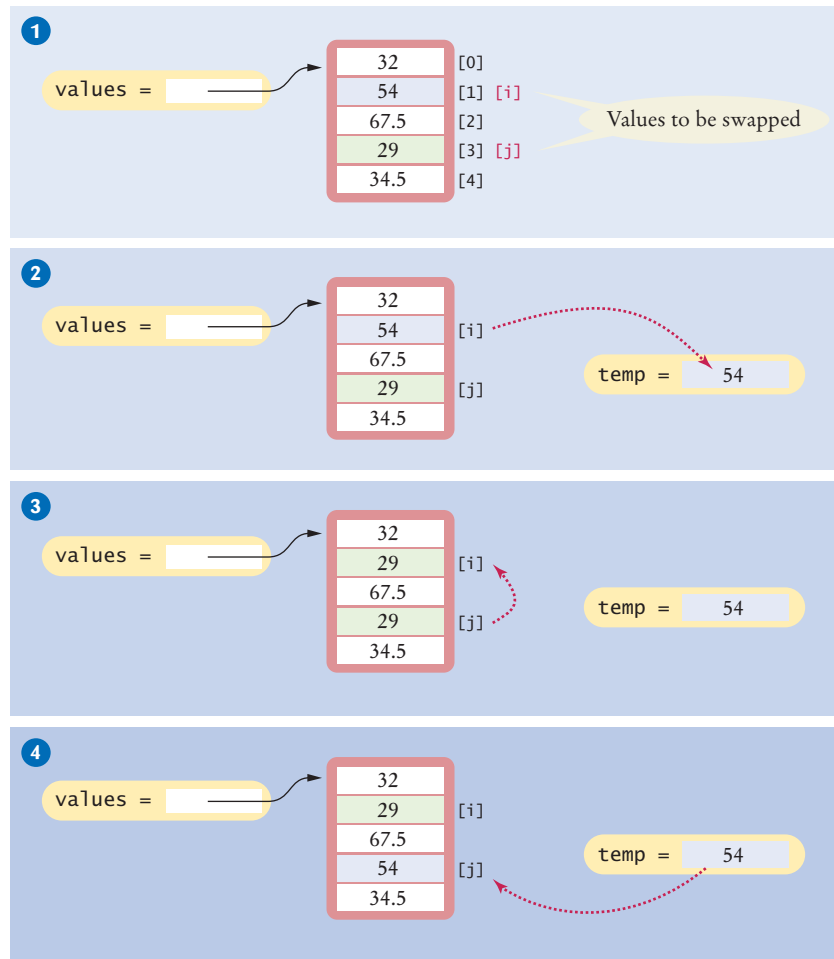 1
values =
32 [0]
54 [1] [i]
67.5 [2]
29 [3] [j]
34.5 [4]
Values to be swapped
2
values =
32
54 [i]
67.5
29 [j]
34.5
temp = 54
3
values =
32
29 [i]
67.5
29 [j]
34.5
temp = 54
4
values =
32
29 [i]
67.5
54 [j]
34.5
temp = 54